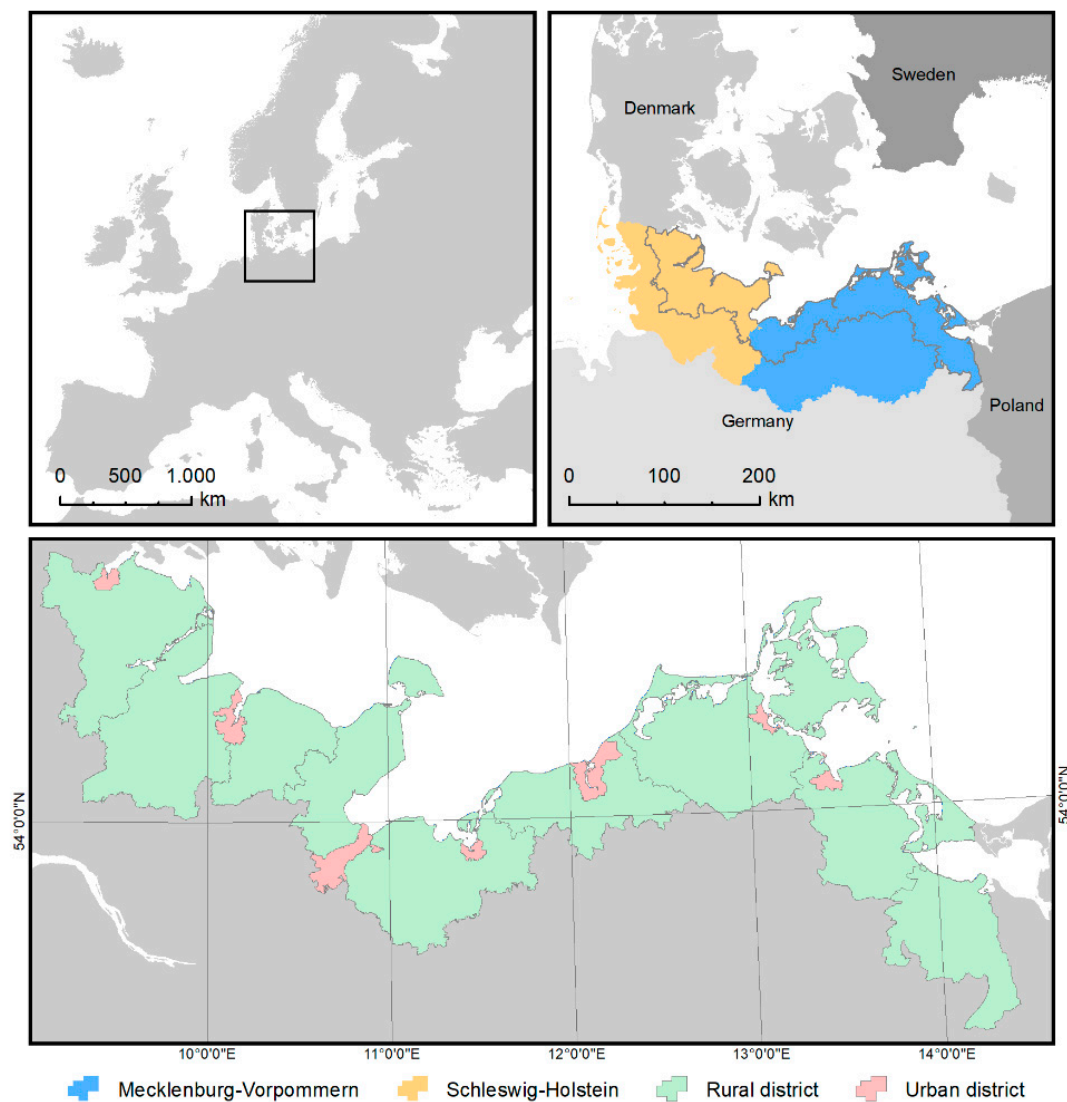 Sweden
Denmark
Germany
Poland
0 500 1.000
km
0 100 200
km
54°0'0"N
54°0'0"N
10°0'0"E 11°0'0"E 12°0'0"E 13°0'0"E 14°0'0"E
Mecklenburg-Vorpommern Schleswig-Holstein Rural district Urban district